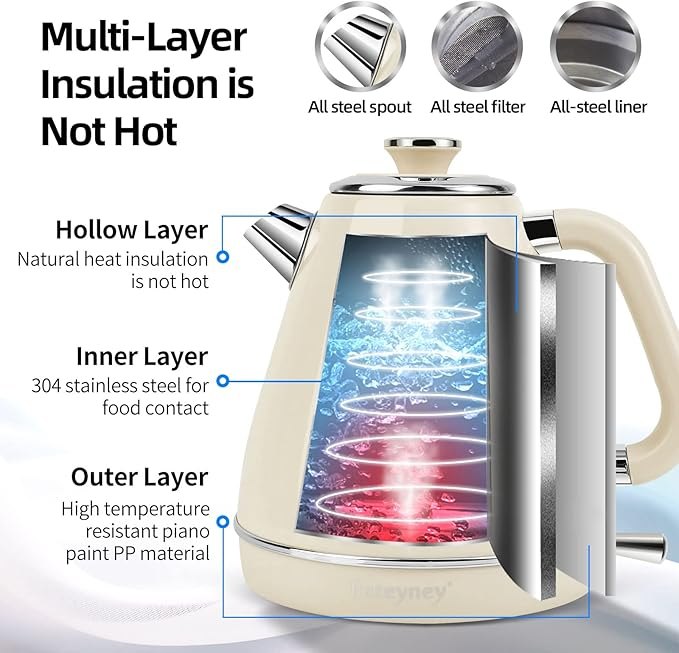 Multi-Layer
Insulation is
Not Hot
All steel spout
All steel filter
All-steel liner
Hollow Layer
Natural heat insulation
is not hot
Inner Layer
304 stainless steel for
food contact
Outer Layer
High temperature
resistant piano
paint PP material